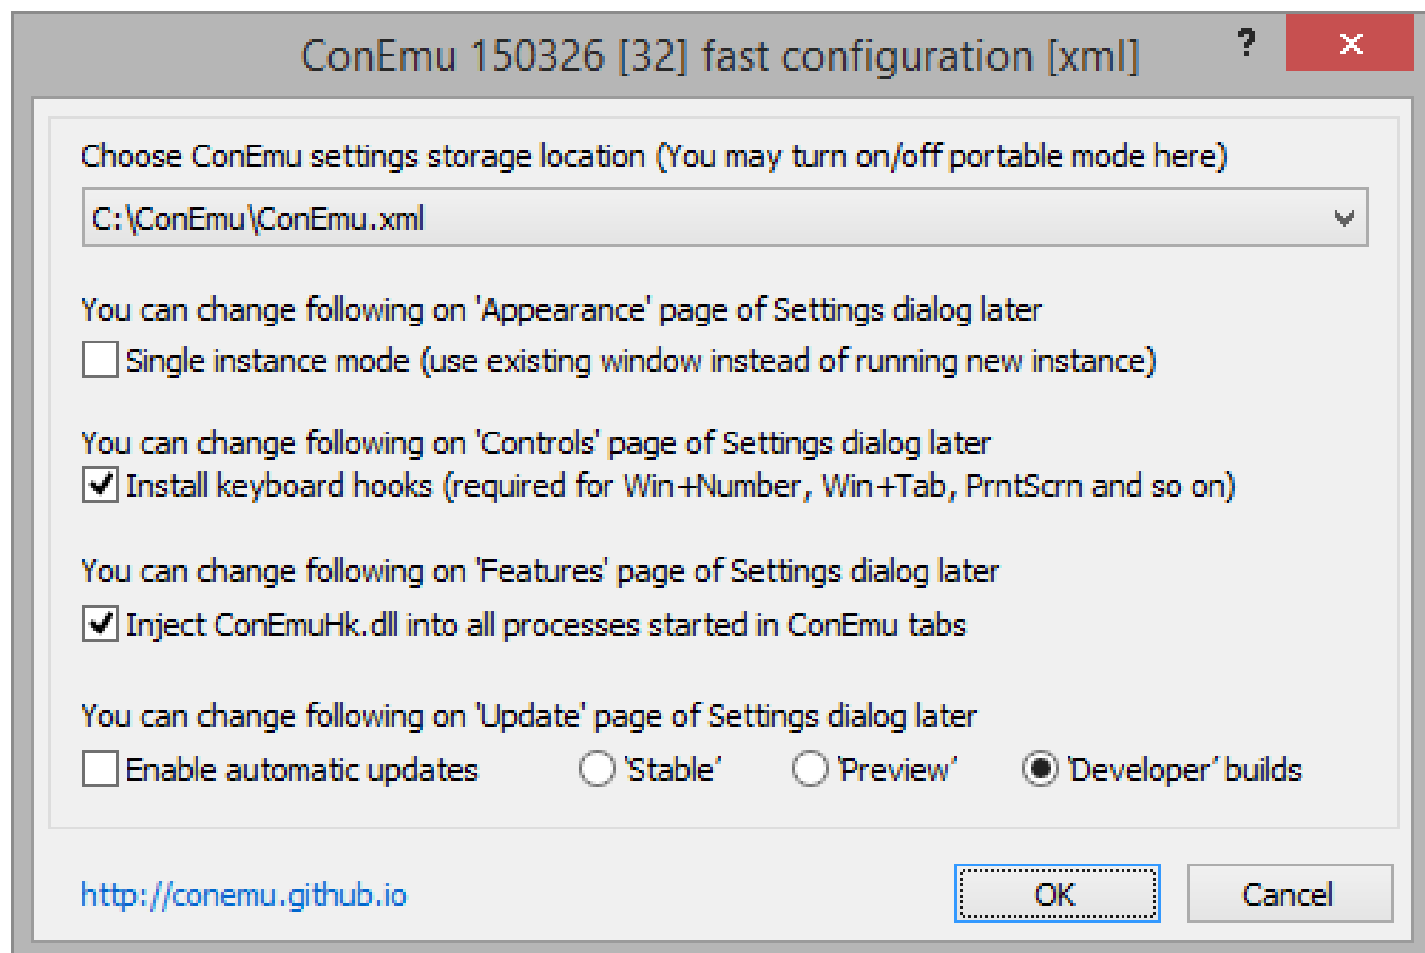 ConEmu 150326 [32] fast configuration [xml]
?
Choose ConEmu settings storage location (You may turn on/off portable mode here)
C:\ConEmu\ConEmu.xml
You can change following on 'Appearance' page of Settings dialog later
Single instance mode (use existing window instead of running new instance)
You can change following on 'Controls' page of Settings dialog later
Install keyboard hooks (required for Win+Number, Win+Tab, PrntScrn and so on)
You can change following on 'Features' page of Settings dialog later
Inject ConEmuHk.dll into all processes started in ConEmu tabs
You can change following on 'Update' page of Settings dialog later
Enable automatic updates 'Stable' 'Preview' 'Developer' builds
http://conemu.github.io OK Cancel